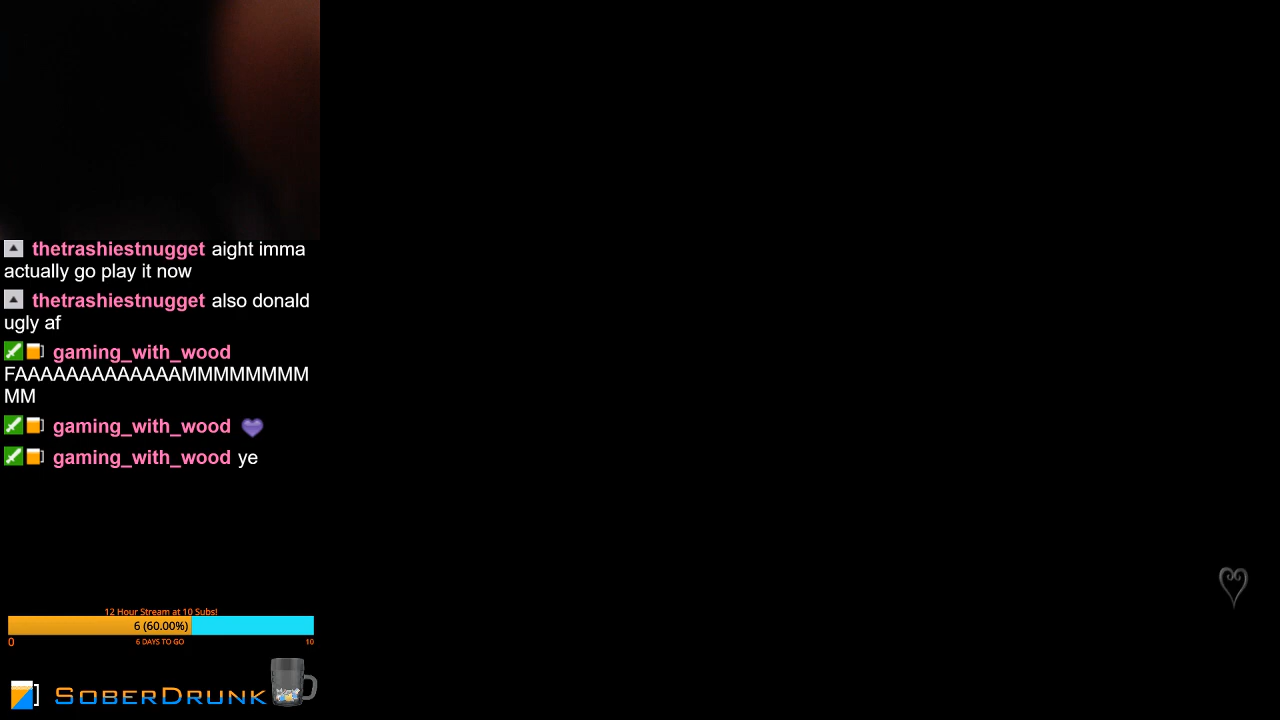 thetrashiestnugget aight imma
actually go play it now
thetrashiestnugget also donald
ugly af
gaming_with_wood
FAAAAAAAAAAAAAMMMMMMMM
MM
gaming_with_wood
gaming_with_wood ye
12 Hour Stream at 10 Subs!
6 (60.00%)
0 6 DAYS TO GO 10
SOBERDRUNK